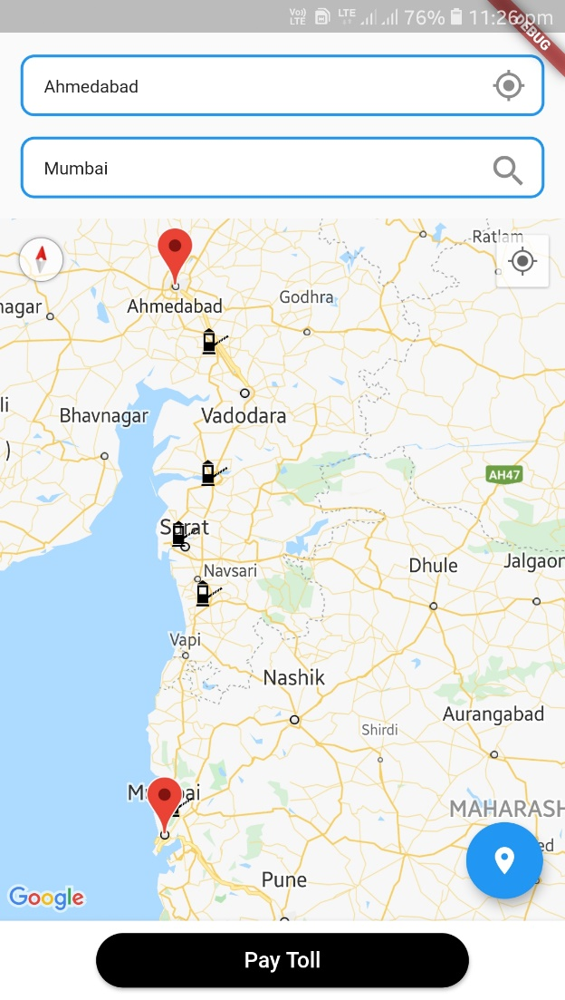 Vo)) LTE LTE 76% 11:26 pm
DEBUG
Ahmedabad
Mumbai
Ratlam
nagar
Ahmedabad
Godhra
li
Bhavnagar
Vadodara
)
AH47
Surat
Navsari
Dhule
Jalgaon
Vapi
Nashik
Aurangabad
Shirdi
Mumbai
MAHARASH
ed
Pune
Google
Pay Toll